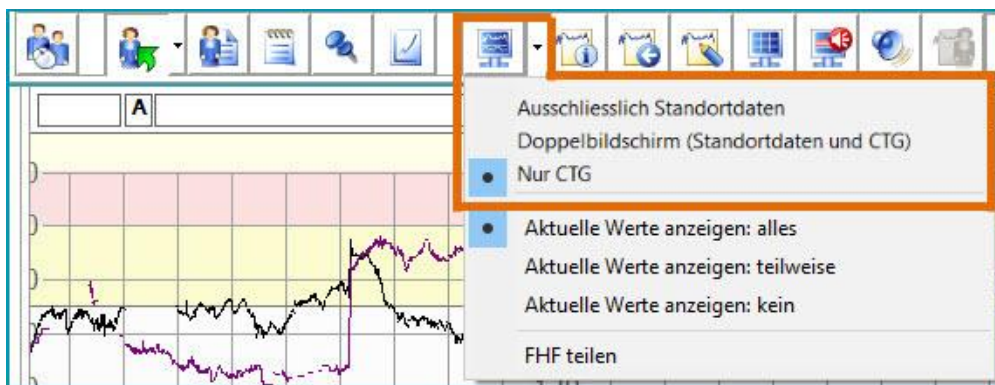 A
Ausschliesslich Standortdaten
Doppelbildschirm (Standortdaten und CTG)
Nur CTG
Aktuelle Werte anzeigen: alles
Aktuelle Werte anzeigen: teilweise
Aktuelle Werte anzeigen: kein
FHF teilen